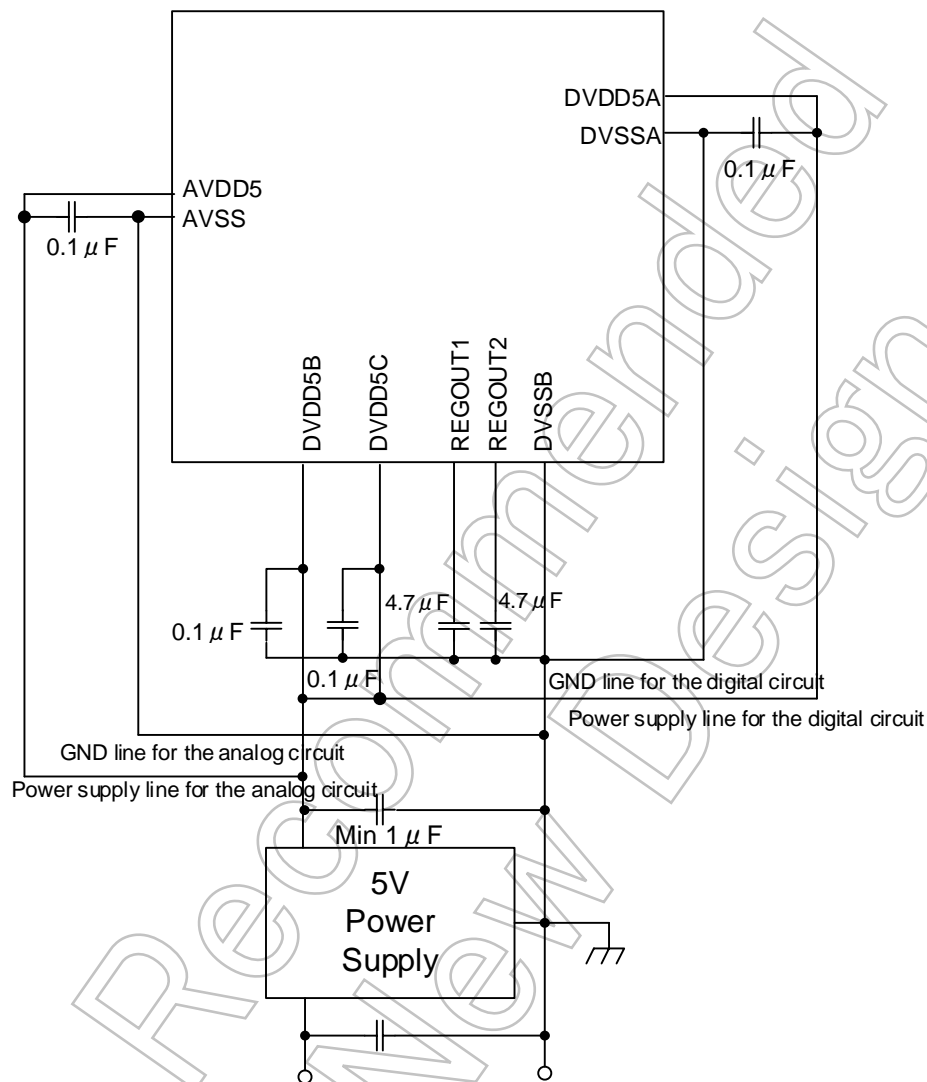 DVDD5A
DVSSA
0.1 μ F
AVDD5
AVSS
0.1 μ F
DVDD5B
DVDD5C
REGOUT1
REGOUT2
DVSSB
4.7 μ F
4.7 μ F
0.1 μ F
0.1 μ F
GND line for the digital circuit
Power supply line for the digital circuit
GND line for the analog circuit
Power supply line for the analog circuit
Min 1 μ F
5V
Power
Supply
Recommended
New Design